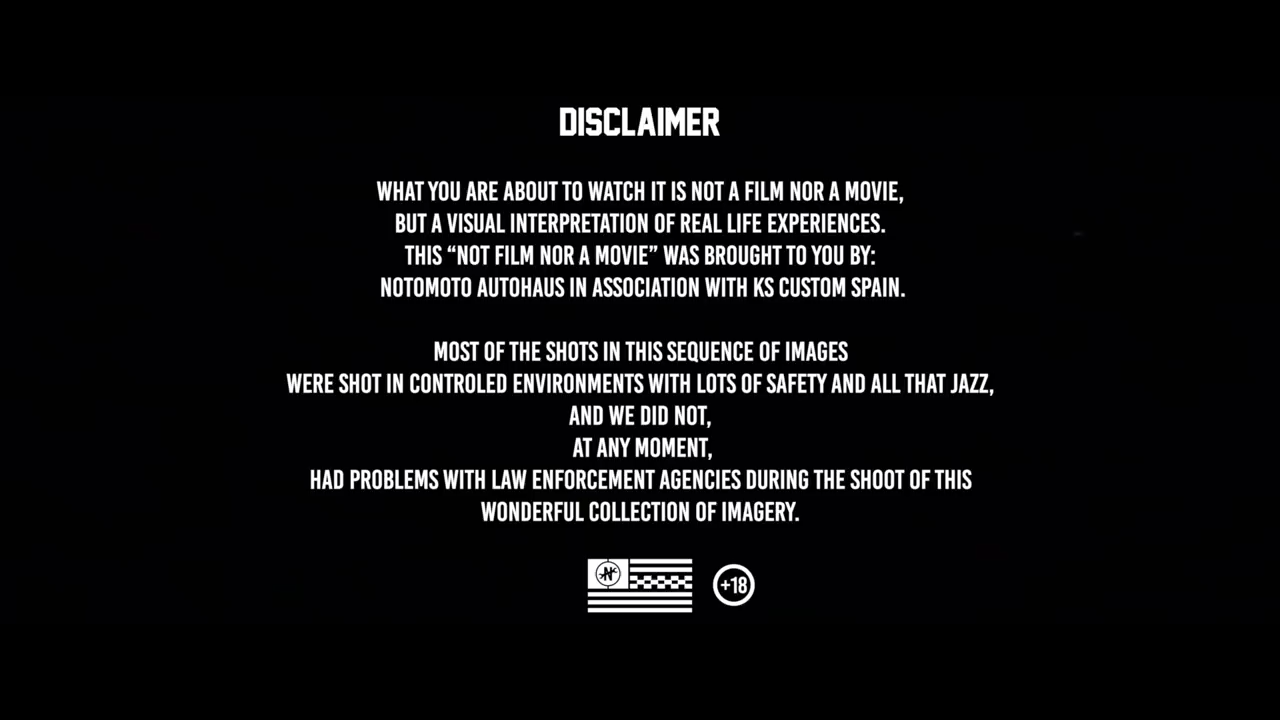 DISCLAIMER
WHAT YOU ARE ABOUT TO WATCH IT IS NOT A FILM NOR A MOVIE,
BUT A VISUAL INTERPRETATION OF REAL LIFE EXPERIENCES.
THIS “NOT FILM NOR A MOVIE” WAS BROUGHT TO YOU BY:
NOTOMOTO AUTOHAUS IN ASSOCIATION WITH KS CUSTOM SPAIN.
MOST OF THE SHOTS IN THIS SEQUENCE OF IMAGES
WERE SHOT IN CONTROLED ENVIRONMENTS WITH LOTS OF SAFETY AND ALL THAT JAZZ,
AND WE DID NOT,
AT ANY MOMENT,
HAD PROBLEMS WITH LAW ENFORCEMENT AGENCIES DURING THE SHOOT OF THIS
WONDERFUL COLLECTION OF IMAGERY.
N +18